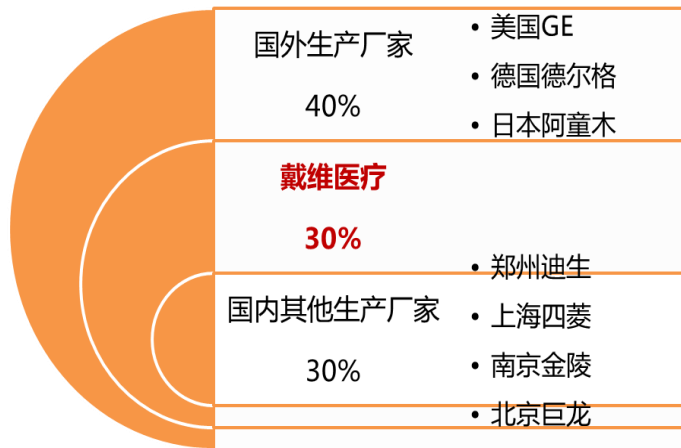 国外生产厂家
40%
• 美国GE
• 德国德尔格
• 日本阿童木
戴维医疗
30%
国内其他生产厂家
30%
• 郑州迪生
• 上海四菱
• 南京金陵
• 北京巨龙